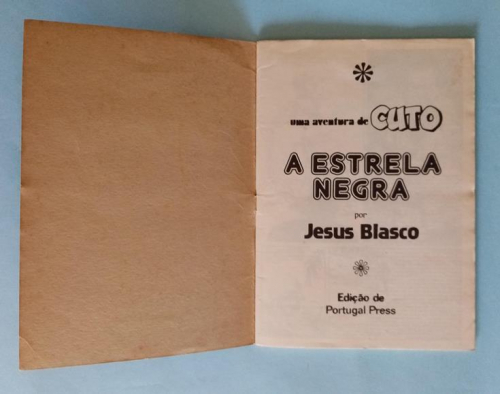 uma aventura de CUTO
A ESTRELA
NEGRA
por
Jesus Blasco
Edição de
Portugal Press